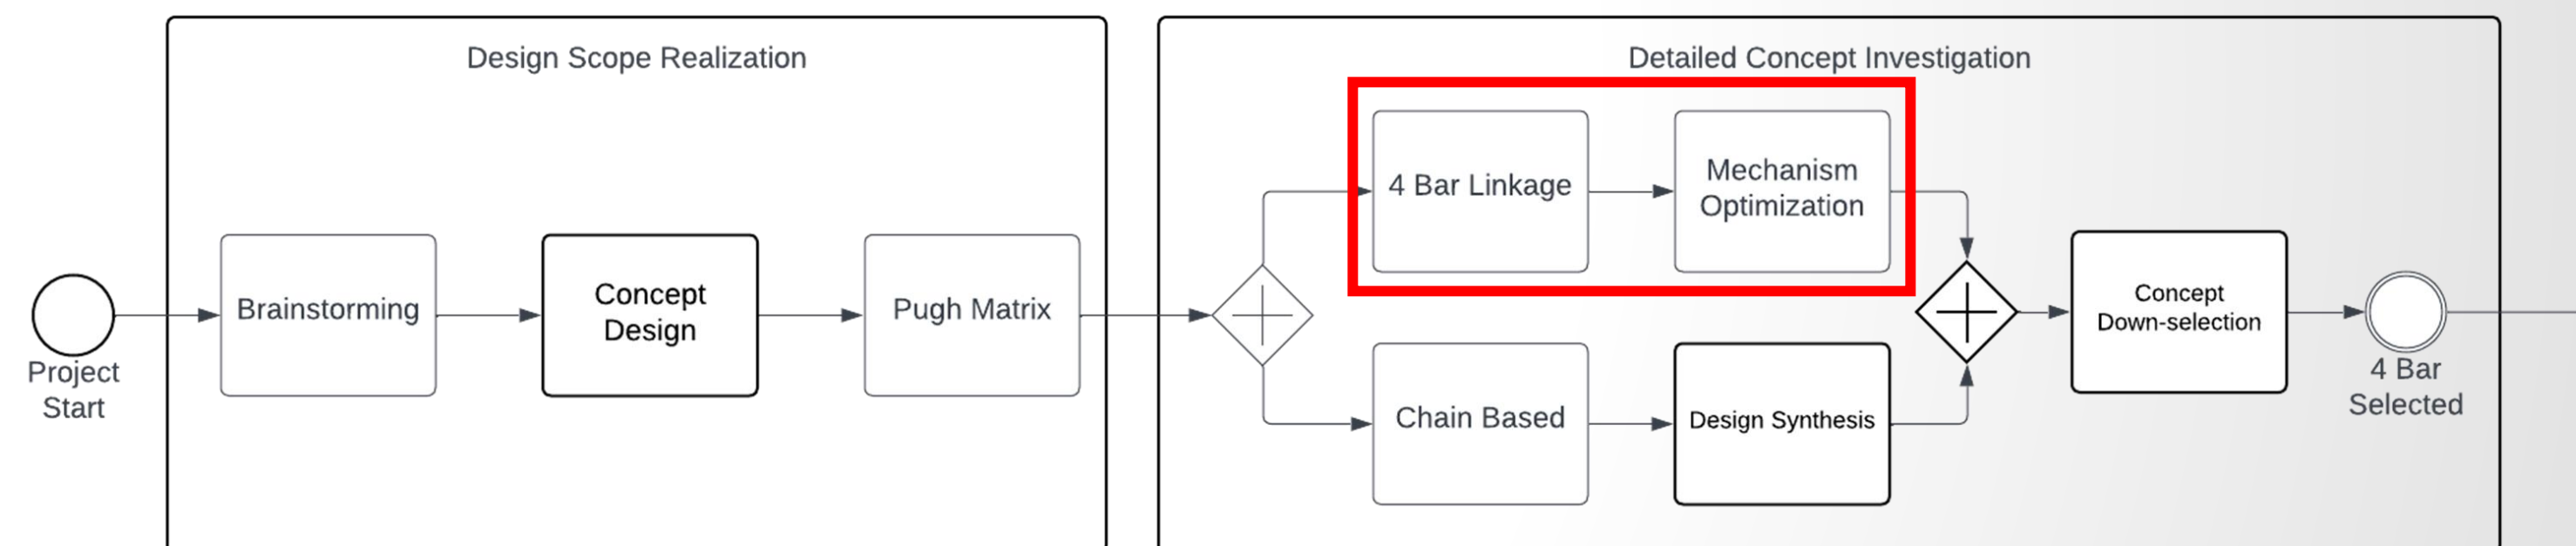 Design Scope Realization
Detailed Concept Investigation
Project
Start
Brainstorming
Concept
Design
Pugh Matrix
4 Bar Linkage
Mechanism
Optimization
Chain Based
Design Synthesis
Concept
Down-selection
4 Bar
Selected